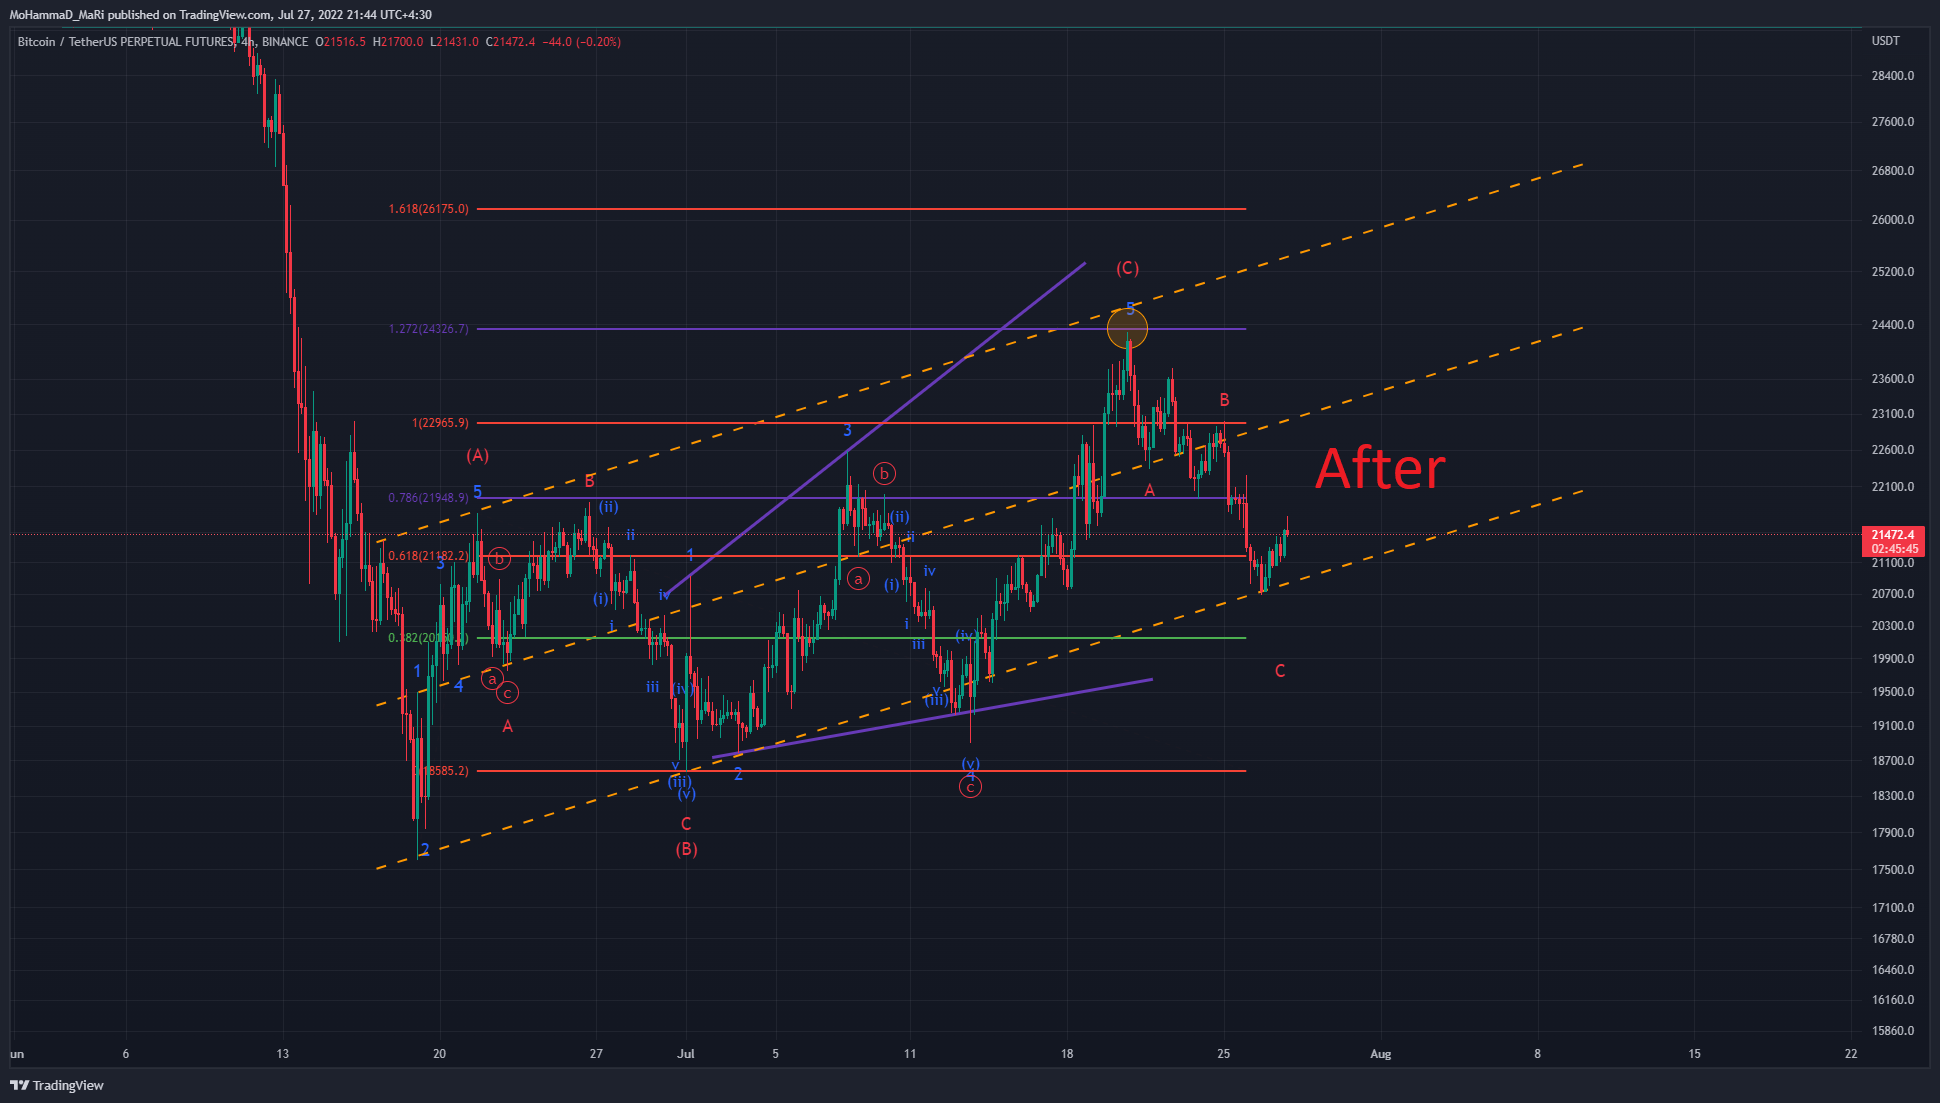 MoHammaD_MaRi published on TradingView.com, Jul 27, 2022 21:44 UTC+4:30
Bitcoin / TetherUS PERPETUAL FUTURES, 4h, BINANCE O21516.5 H21700.0 L21431.0 C21472.4 −44.0 (−0.20%)
USDT
28400.0
27600.0
26800.0
1.618(26175.0)
26000.0
(C)
25200.0
5
1.272(24326.7)
24400.0
23600.0
B
23100.0
1(22965.9)
3
22600.0
(A)
After
b
B
5
A
22100.0
0.786(21948.9)
(ii)
(ii)
ii
ii
21472.4
02:45:45
0.618(21182.2)
1
b
3
21100.0
iv
a
(i)
20700.0
iv
(i)
i
i
20300.0
(iv)
iii
19900.0
1
C
a
4
iii
(iv)
v
c
19500.0
(iii)
A
19100.0
v
(v)
18700.0
18585.2)
2
4
(iii)
c
(v)
18300.0
C
17900.0
2
(B)
17500.0
17100.0
16780.0
16460.0
16160.0
15860.0
un 6 13 20 27 Jul 5 11 18 25 Aug 8 15 22
TradingView